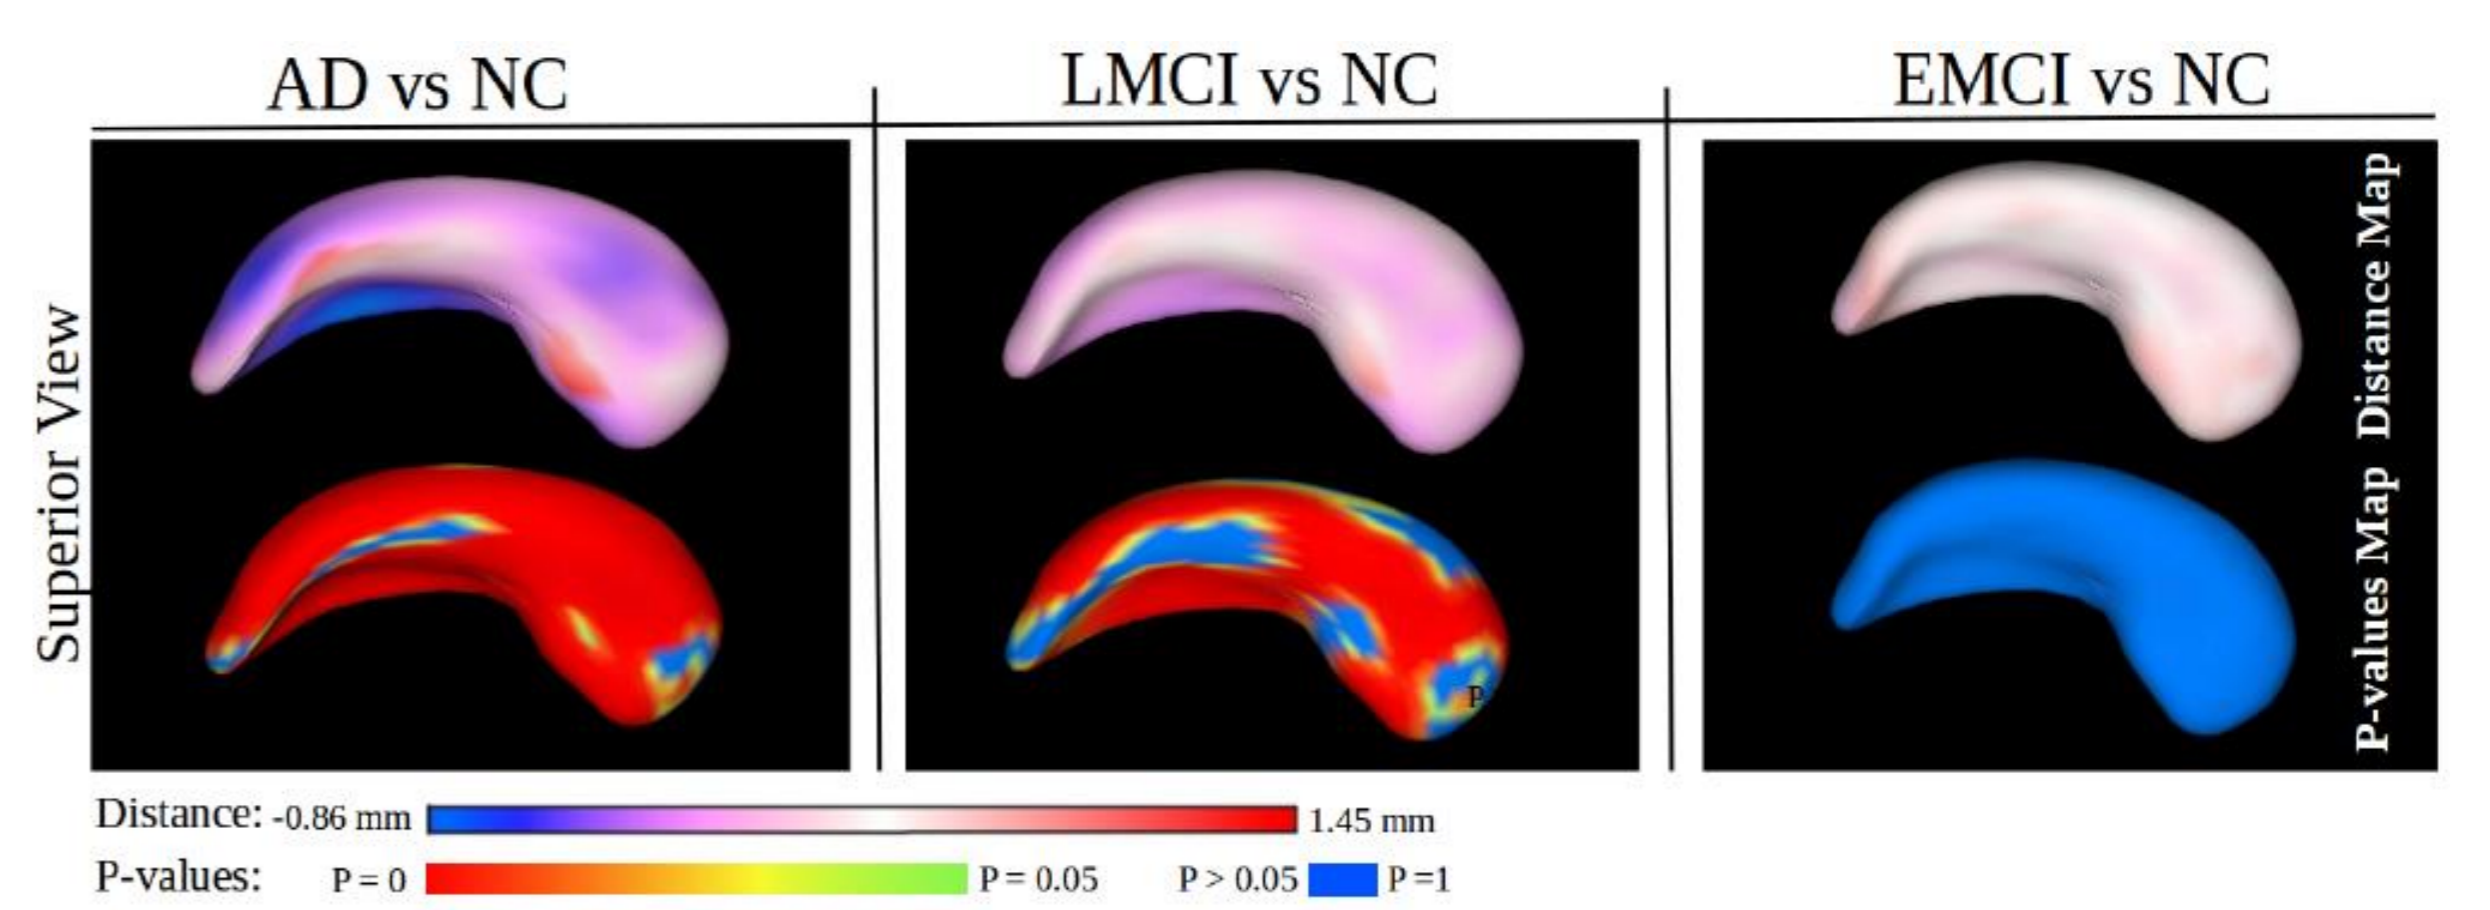 AD vs NC
LMCI vs NC
EMCI vs NC
Superior View
Distance Map
P-values Map
P
Distance: -0.86 mm 1.45 mm
P-values: P = 0 P = 0.05 P > 0.05 P =1